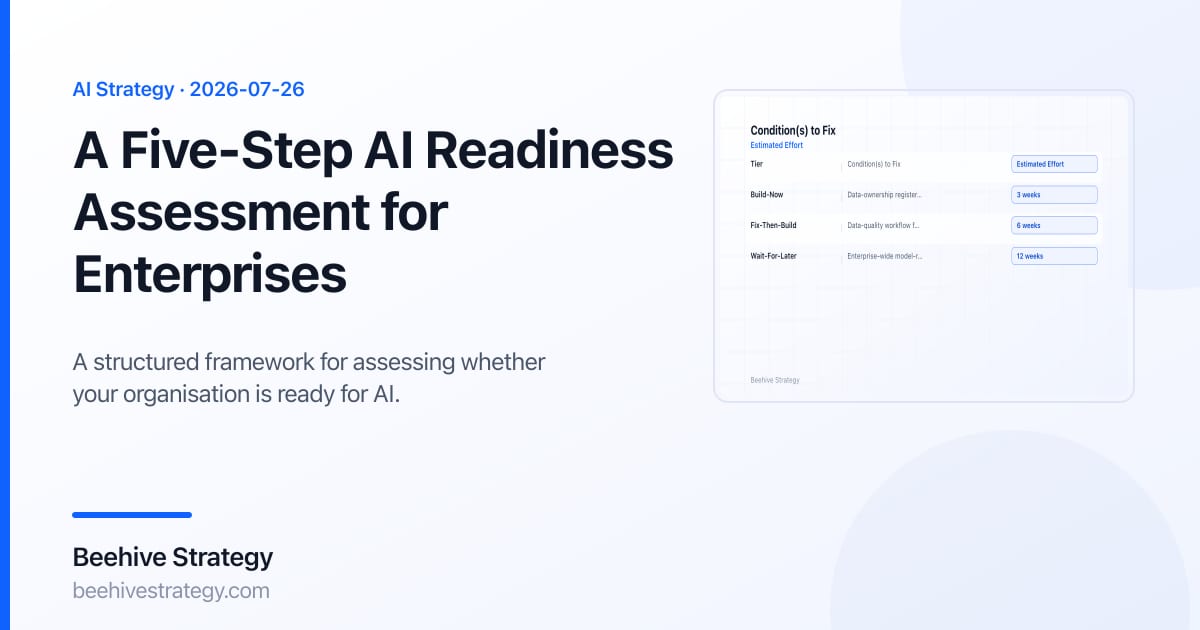 AI Strategy · 2026-07-26
A Five-Step AI Readiness
Assessment for
Enterprises
A structured framework for assessing whether
your organisation is ready for AI.
Beehive Strategy
beehivestrategy.com
Condition(s) to Fix
Estimated Effort
Tier Condition(s) to Fix Estimated Effort
Build-Now Data-ownership register... 3 weeks
Fix-Then-Build Data-quality workflow f... 6 weeks
Wait-For-Later Enterprise-wide model-r... 12 weeks
Beehive Strategy